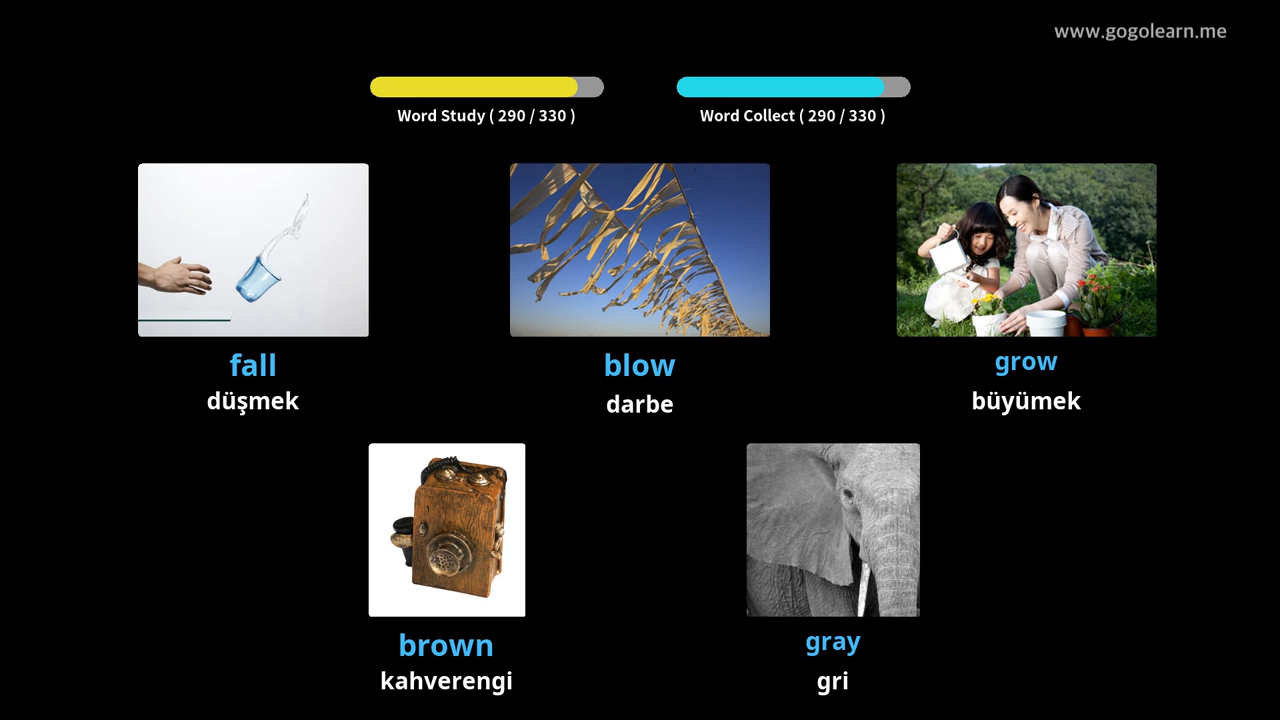 www.gogolearn.me
Word Study ( 290 / 330 )
Word Collect ( 290 / 330 )
fall
düşmek
blow
darbe
grow
büyümek
brown
kahverengi
gray
gri